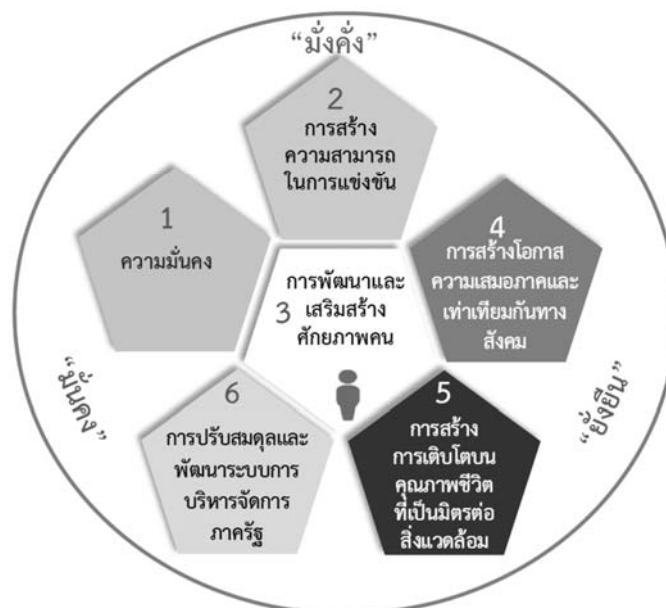 “มั่งคั่ง”
2
การสร้าง
ความสามารถ
ในการแข่งขัน
1
ความมั่นคง
4
การสร้างโอกาส
ความเสมอภาคและ
เท่าเทียมกันทาง
สังคม
การพัฒนาและ
3 เสริมสร้าง
ศักยภาพคน
“มั่นคง”
“ยั่งยืน”
6
การปรับสมดุลและ
พัฒนาระบบการ
บริหารจัดการ
ภาครัฐ
5
การสร้าง
การเติบโตบน
คุณภาพชีวิต
ที่เป็นมิตรต่อ
สิ่งแวดล้อม